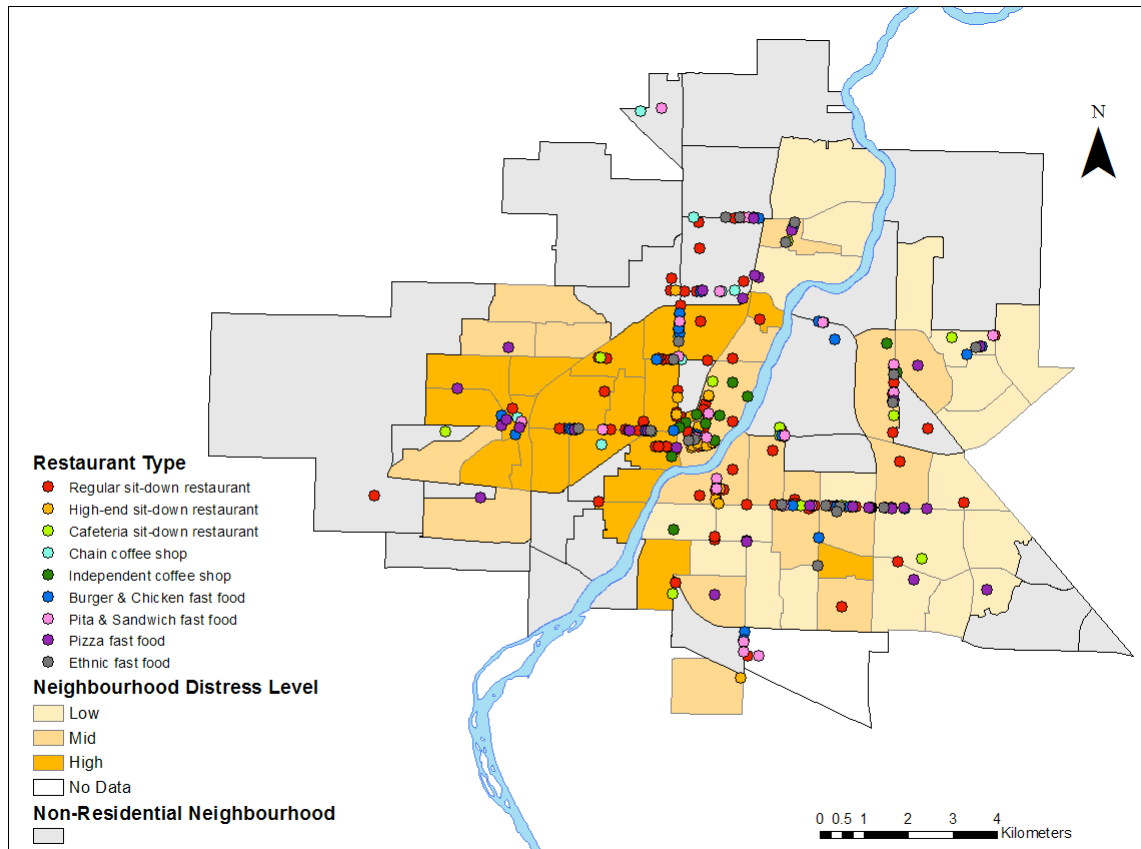 N
Restaurant Type
Regular sit-down restaurant
High-end sit-down restaurant
Cafeteria sit-down restaurant
Chain coffee shop
Independent coffee shop
Burger & Chicken fast food
Pita & Sandwich fast food
Pizza fast food
Ethnic fast food
Neighbourhood Distress Level
Low
Mid
High
No Data
Non-Residential Neighbourhood
0 0.5 1 2 3 4
Kilometers